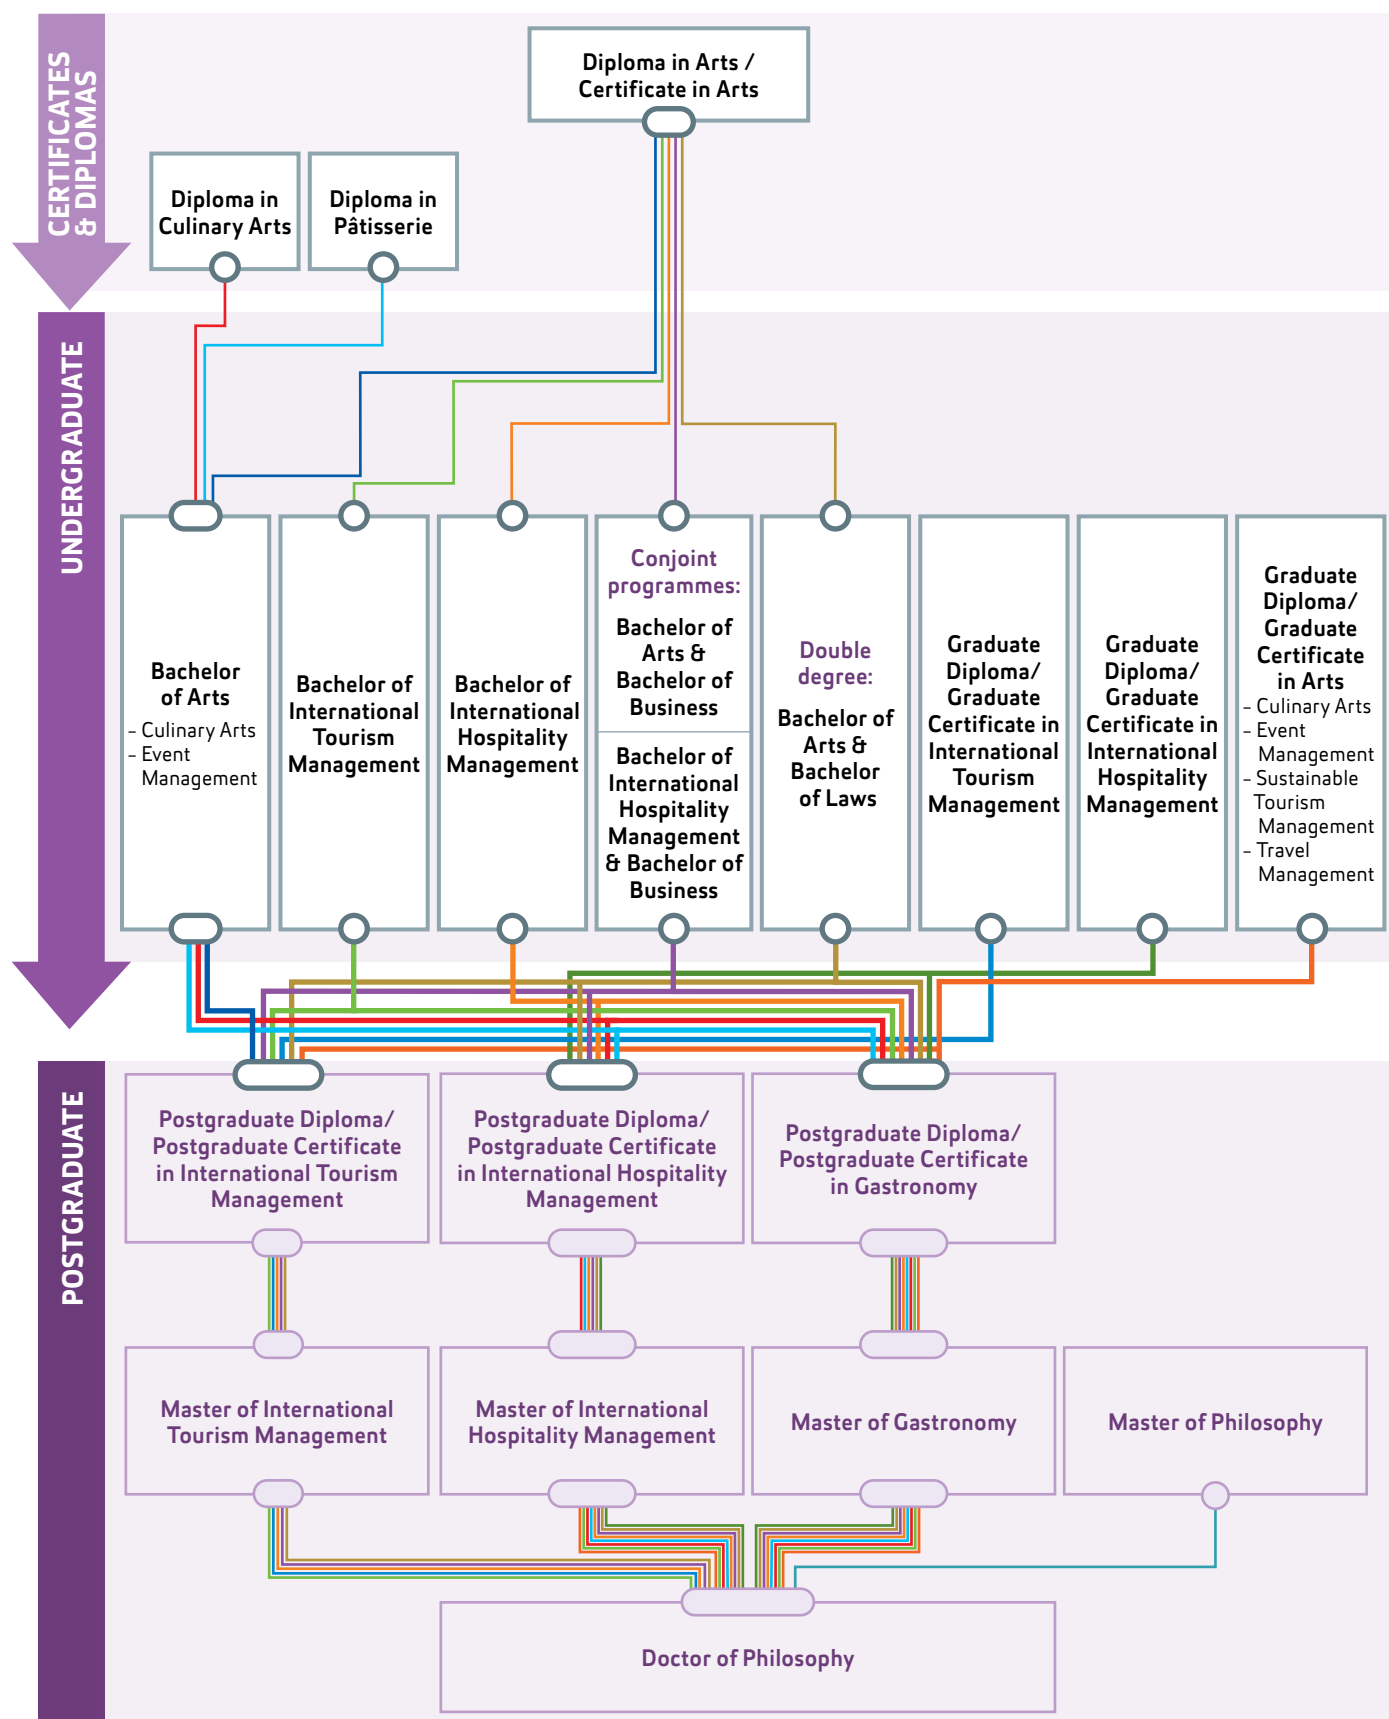 CERTIFICATES
& DIPLOMAS
Diploma in Arts /
Certificate in Arts
Diploma in
Culinary Arts
Diploma in
Pâtisserie
UNDERGRADUATE
Bachelor
of Arts
– Culinary Arts
– Event
Management
Bachelor of
International
Tourism
Management
Bachelor of
International
Hospitality
Management
Conjoint
programmes:
Bachelor of
Arts &
Bachelor of
Business
Bachelor of
International
Hospitality
Management
& Bachelor of
Business
Double
degree:
Bachelor of
Arts &
Bachelor
of Laws
Graduate
Diploma/
Graduate
Certificate in
International
Tourism
Management
Graduate
Diploma/
Graduate
Certificate in
International
Hospitality
Management
Graduate
Diploma/
Graduate
Certificate
in Arts
– Culinary Arts
– Event
Management
– Sustainable
Tourism
Management
– Travel
Management
POSTGRADUATE
Postgraduate Diploma/
Postgraduate Certificate
in International Tourism
Management
Postgraduate Diploma/
Postgraduate Certificate
in International Hospitality
Management
Postgraduate Diploma/
Postgraduate Certificate
in Gastronomy
Master of International
Tourism Management
Master of International
Hospitality Management
Master of Gastronomy
Master of Philosophy
Doctor of Philosophy